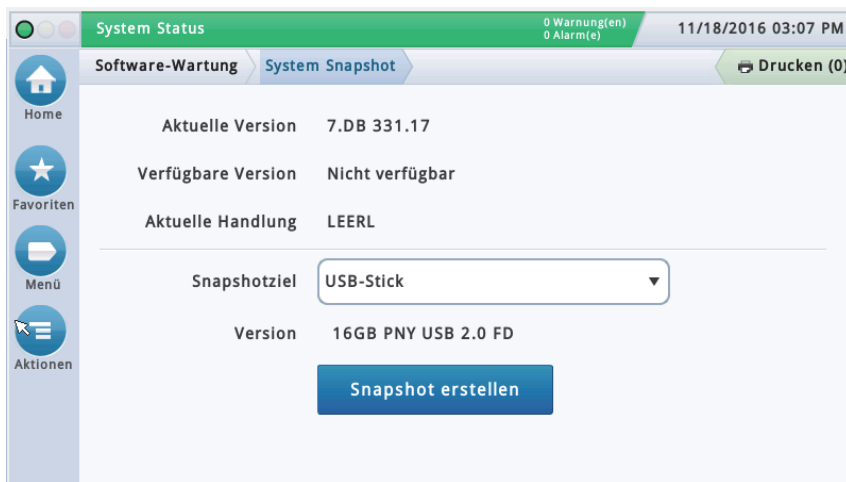 System Status
0 Warnung(en)
0 Alarm(e)
11/18/2016 03:07 PM
Software-Wartung
System Snapshot
Drucken (0)
Home
Favoriten
Menü
Aktionen
Aktuelle Version 7.DB 331.17
Verfügbare Version Nicht verfügbar
Aktuelle Handlung LEERL
Snapshotziel USB-Stick
Version 16GB PNY USB 2.0 FD
Snapshot erstellen